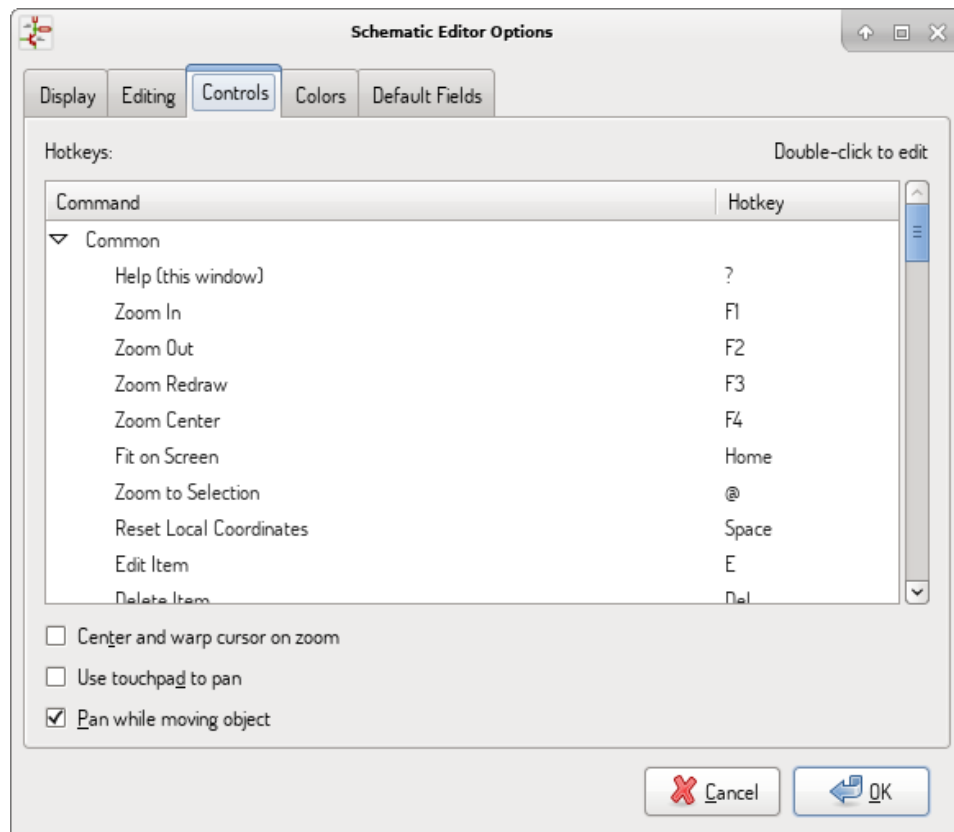 Schematic Editor Options
Display Editing Controls Colors Default Fields
Hotkeys: Double-click to edit
Command Hotkey
Common
Help (this window) ?
Zoom In F1
Zoom Out F2
Zoom Redraw F3
Zoom Center F4
Fit on Screen Home
Zoom to Selection @
Reset Local Coordinates Space
Edit Item E
Delete Item Del
Center and warp cursor on zoom
Use touchpad to pan
Pan while moving object
Cancel OK